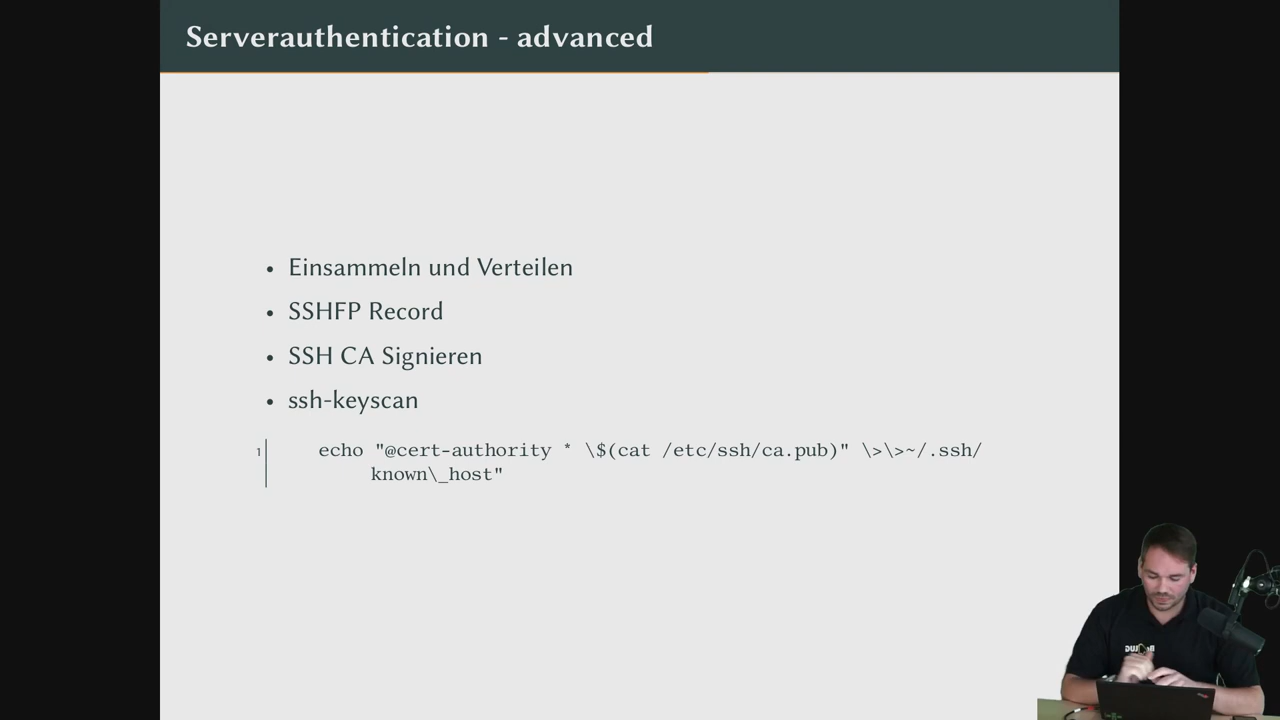 Serverauthentication - advanced
• Einsammeln und Verteilen
• SSHFP Record
• SSH CA Signieren
• ssh-keyscan
1 echo "@cert-authority * \$(cat /etc/ssh/ca.pub)" \>\>~/.ssh/
known\_host"